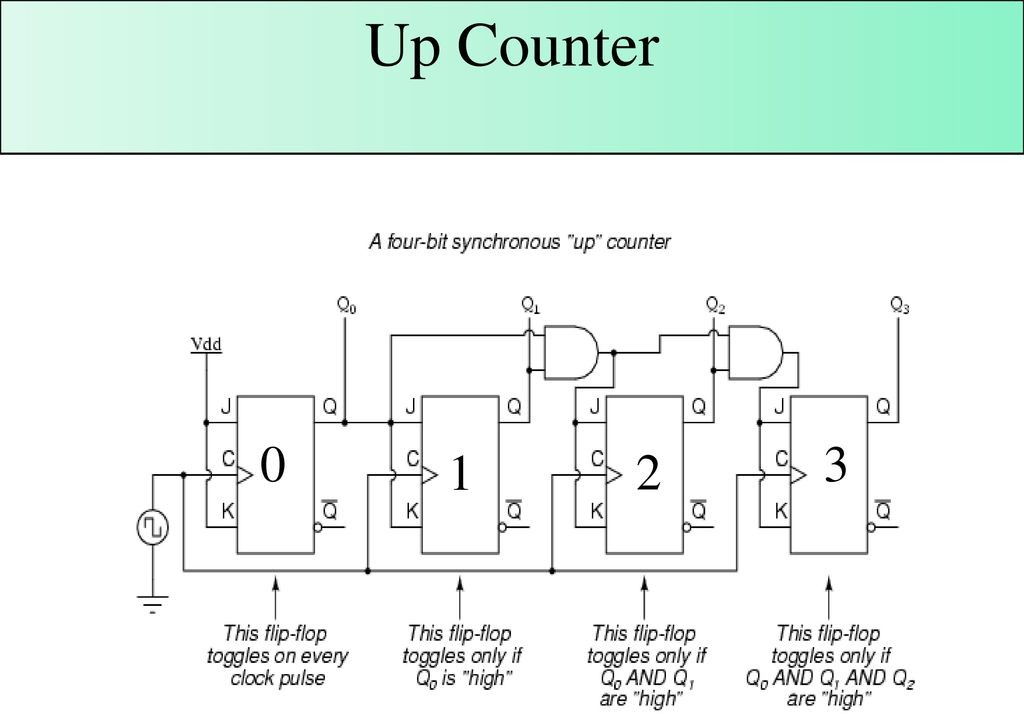 Up Counter
A four-bit synchronous "up" counter
Q0 Q1 Q2 Q3
Vdd
J Q J Q J Q J Q
C 0 C 1 C 2 C 3
K Q̅ K Q̅ K Q̅ K Q̅
This flip-flop
toggles on every
clock pulse
This flip-flop
toggles only if
Q0 is "high"
This flip-flop
toggles only if
Q0 AND Q1
are "high"
This flip-flop
toggles only if
Q0 AND Q1 AND Q2
are "high"